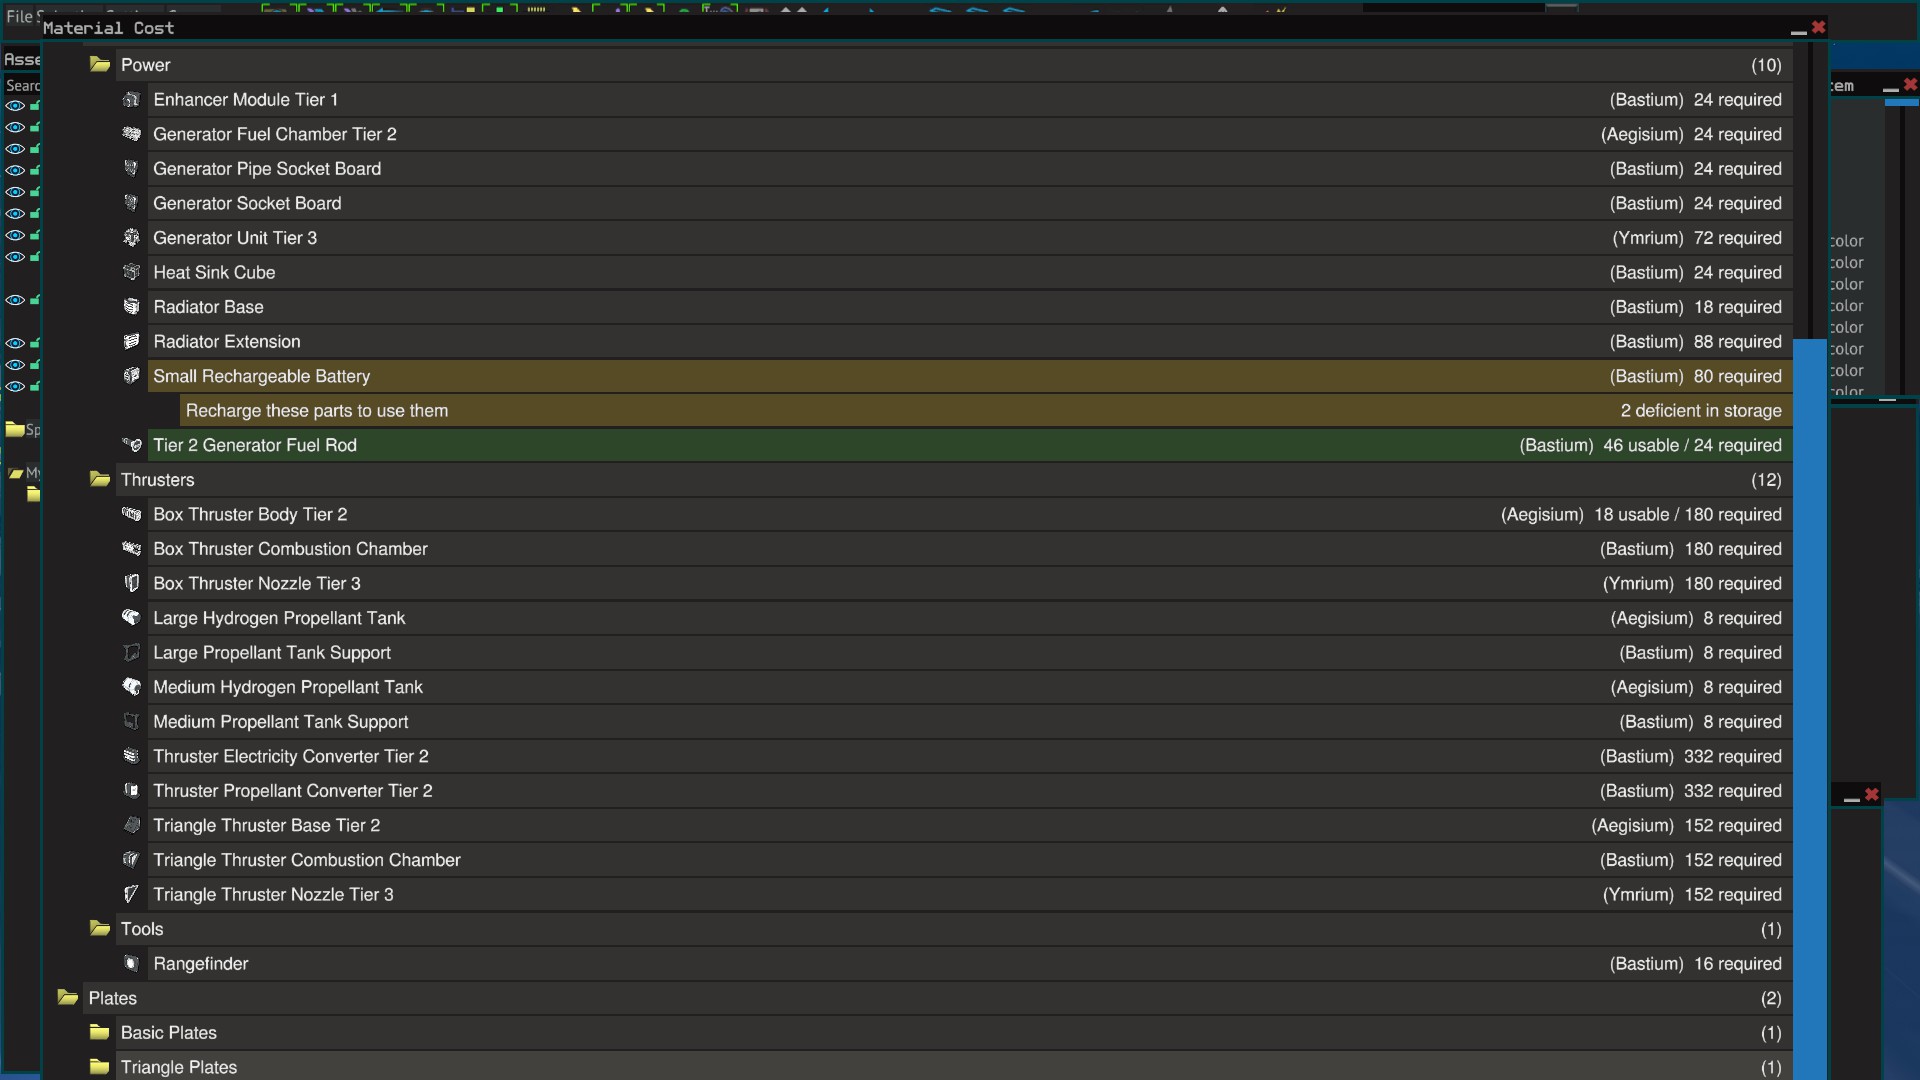 File
Material Cost
Asse
Searc
Power (10)
Enhancer Module Tier 1 (Bastium) 24 required
Generator Fuel Chamber Tier 2 (Aegisium) 24 required
Generator Pipe Socket Board (Bastium) 24 required
Generator Socket Board (Bastium) 24 required
Generator Unit Tier 3 (Ymrium) 72 required
Heat Sink Cube (Bastium) 24 required
Radiator Base (Bastium) 18 required
Radiator Extension (Bastium) 88 required
Small Rechargeable Battery (Bastium) 80 required
Recharge these parts to use them 2 deficient in storage
Tier 2 Generator Fuel Rod (Bastium) 46 usable / 24 required
Thrusters (12)
Box Thruster Body Tier 2 (Aegisium) 18 usable / 180 required
Box Thruster Combustion Chamber (Bastium) 180 required
Box Thruster Nozzle Tier 3 (Ymrium) 180 required
Large Hydrogen Propellant Tank (Aegisium) 8 required
Large Propellant Tank Support (Bastium) 8 required
Medium Hydrogen Propellant Tank (Aegisium) 8 required
Medium Propellant Tank Support (Bastium) 8 required
Thruster Electricity Converter Tier 2 (Bastium) 332 required
Thruster Propellant Converter Tier 2 (Bastium) 332 required
Triangle Thruster Base Tier 2 (Aegisium) 152 required
Triangle Thruster Combustion Chamber (Bastium) 152 required
Triangle Thruster Nozzle Tier 3 (Ymrium) 152 required
Tools (1)
Rangefinder (Bastium) 16 required
Plates (2)
Basic Plates (1)
Triangle Plates (1)
Sp
My
em
color
color
color
color
color
color
color
color